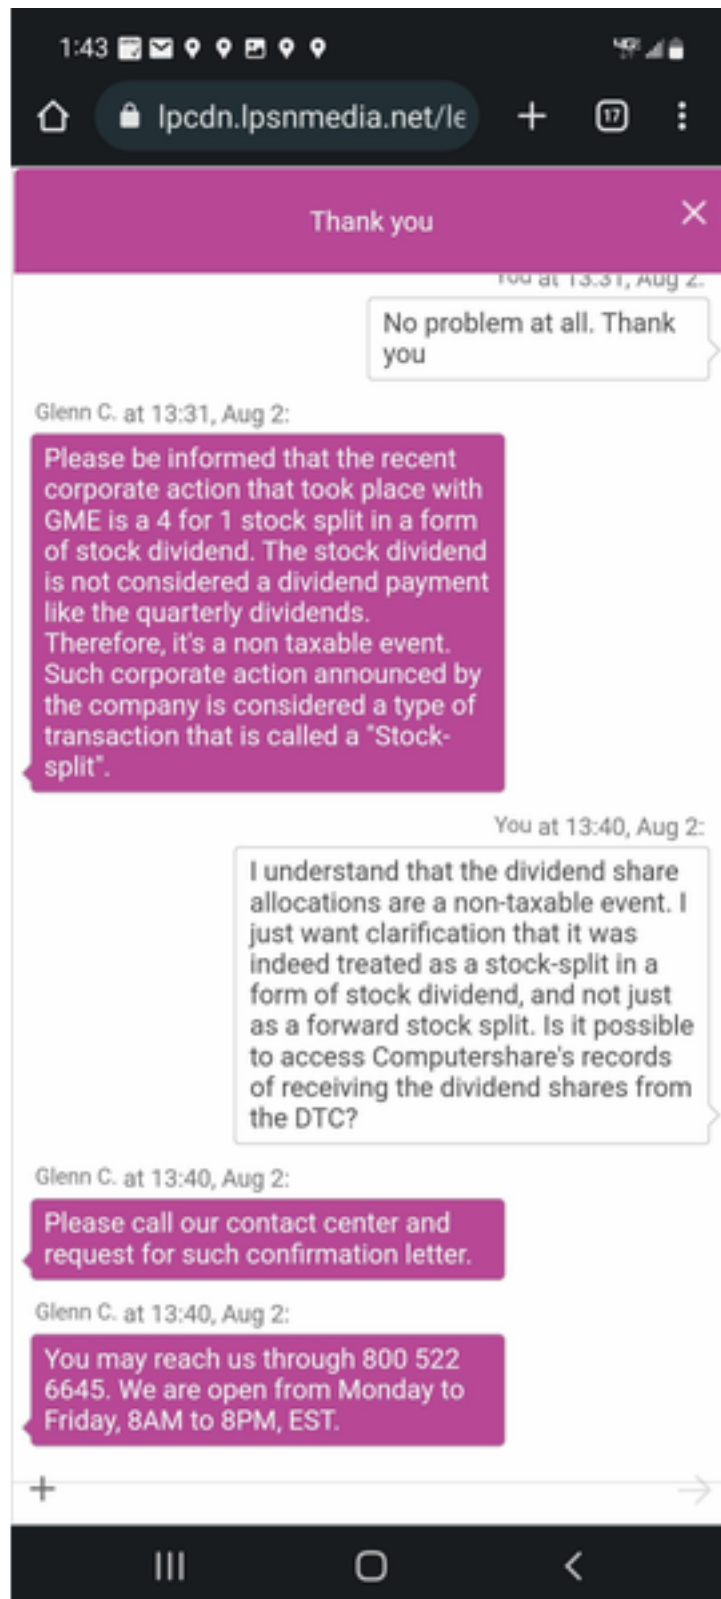 1:43
lpcdn.lpsnmedia.net/le
17
Thank you
You at 13:31, Aug 2:
No problem at all. Thank
you
Glenn C. at 13:31, Aug 2:
Please be informed that the recent
corporate action that took place with
GME is a 4 for 1 stock split in a form
of stock dividend. The stock dividend
is not considered a dividend payment
like the quarterly dividends.
Therefore, it's a non taxable event.
Such corporate action announced by
the company is considered a type of
transaction that is called a "Stock-
split".
You at 13:40, Aug 2:
I understand that the dividend share
allocations are a non-taxable event. I
just want clarification that it was
indeed treated as a stock-split in a
form of stock dividend, and not just
as a forward stock split. Is it possible
to access Computershare's records
of receiving the dividend shares from
the DTC?
Glenn C. at 13:40, Aug 2:
Please call our contact center and
request for such confirmation letter.
Glenn C. at 13:40, Aug 2:
You may reach us through 800 522
6645. We are open from Monday to
Friday, 8AM to 8PM, EST.